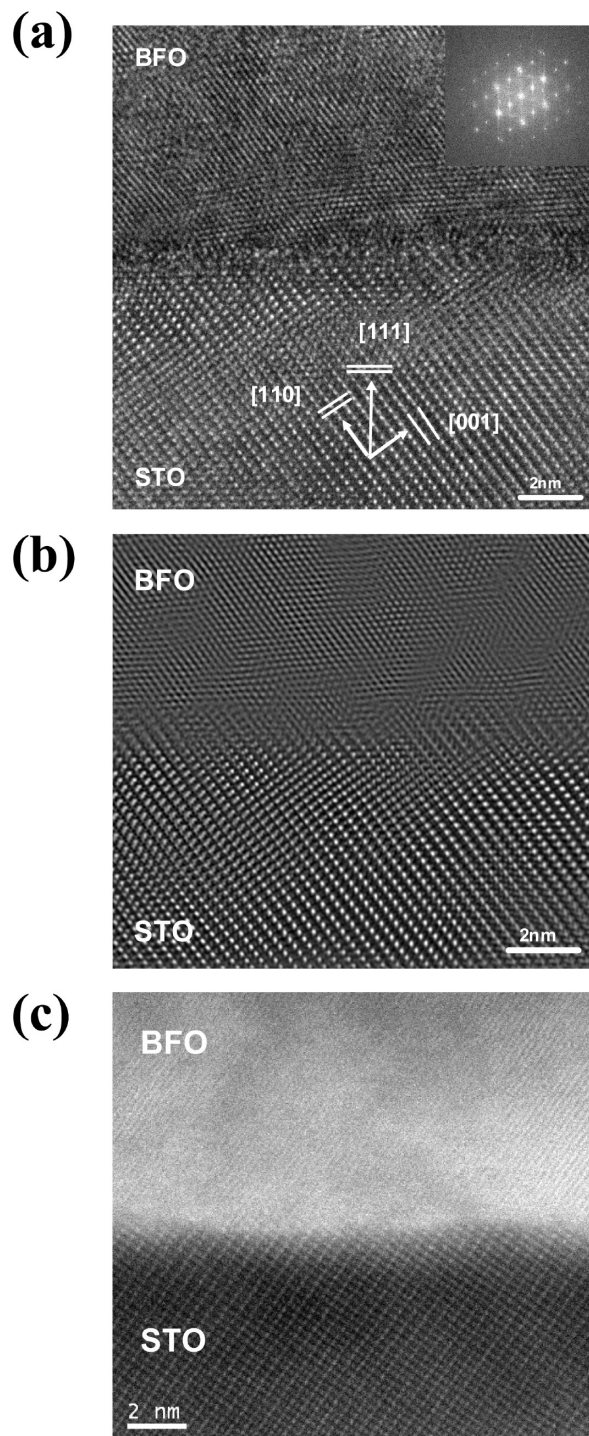 (a)
BFO
[111]
[110]
[001]
STO
2nm
(b)
BFO
STO
2nm
(c)
BFO
STO
2 nm